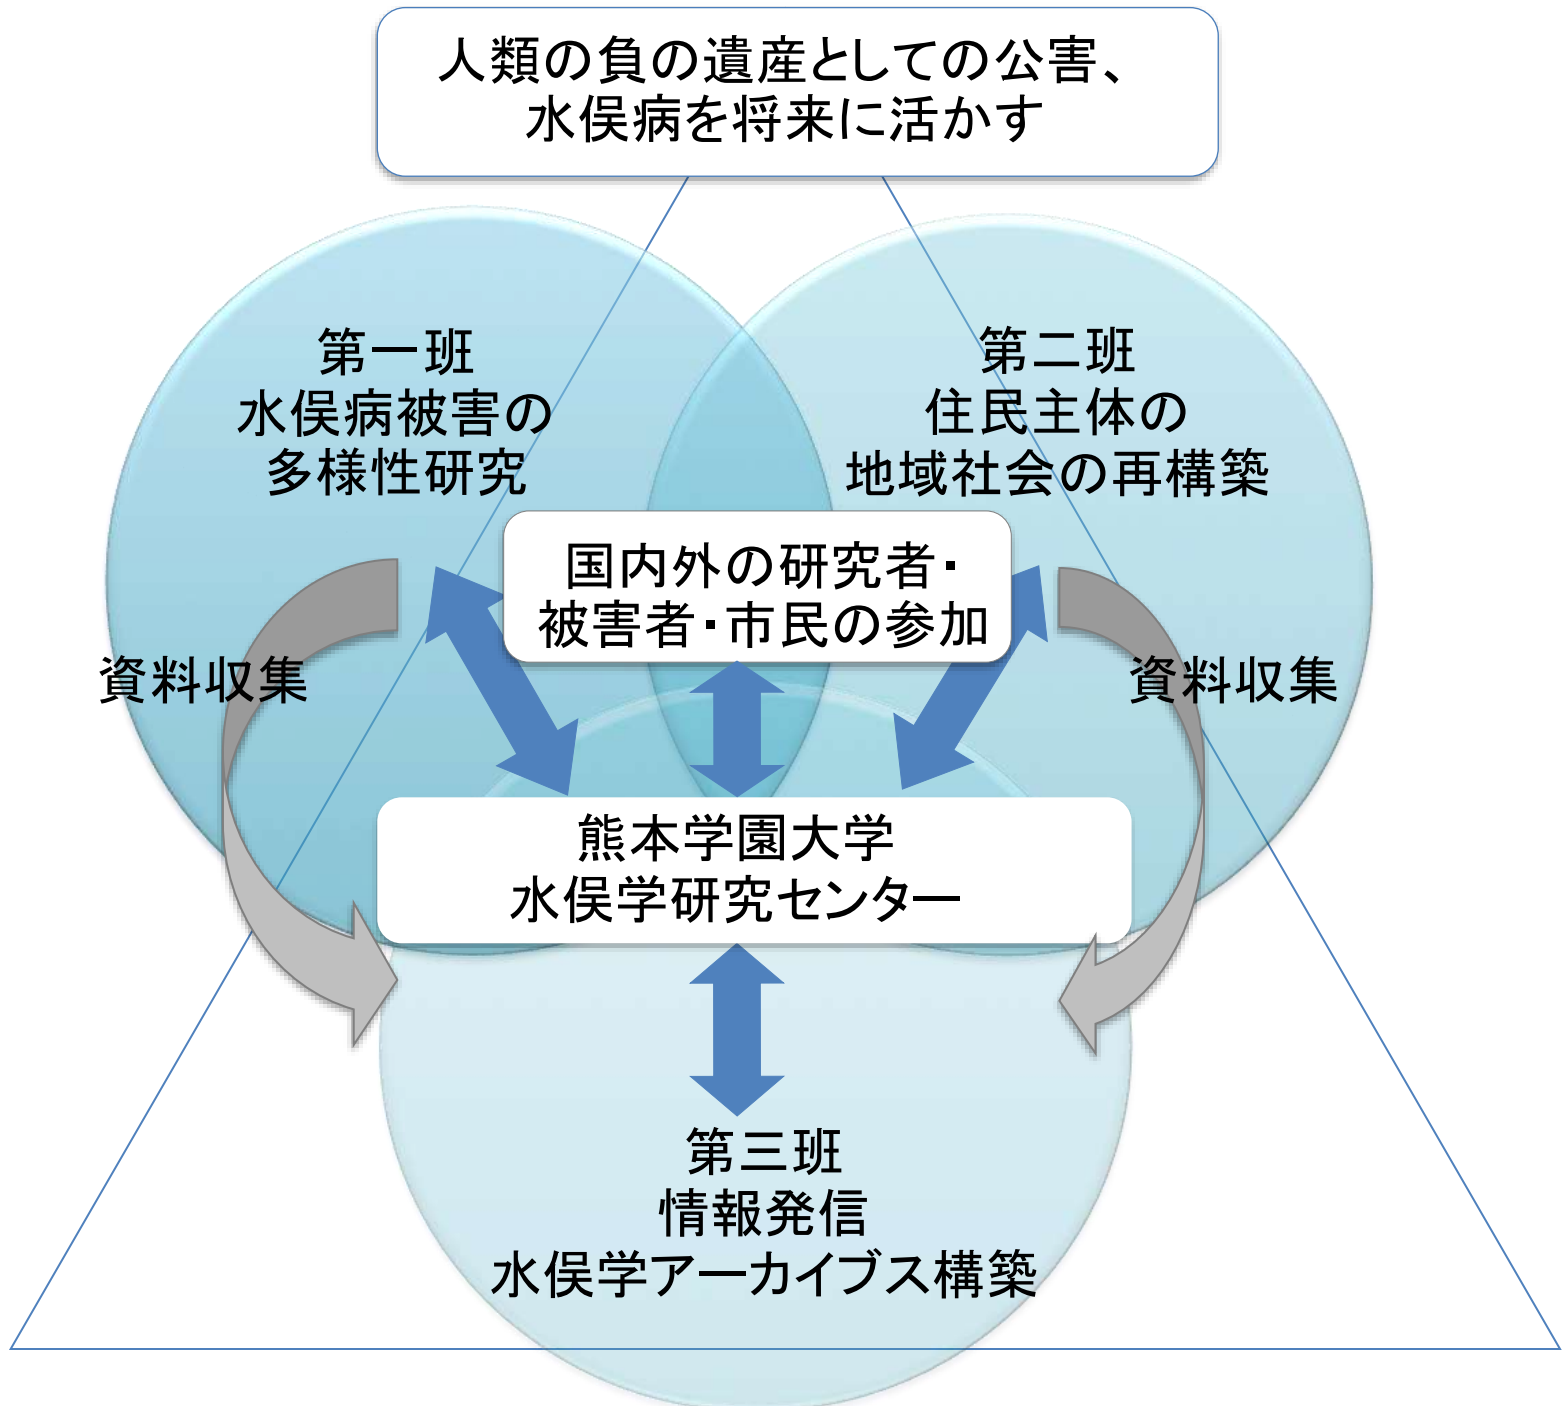 人類の負の遺産としての公害、
水俣病を将来に活かす
第一班
水俣病被害の
多様性研究
第二班
住民主体の
地域社会の再構築
国内外の研究者・
被害者・市民の参加
資料収集
資料収集
熊本学園大学
水俣学研究センター
第三班
情報発信
水俣学アーカイブス構築